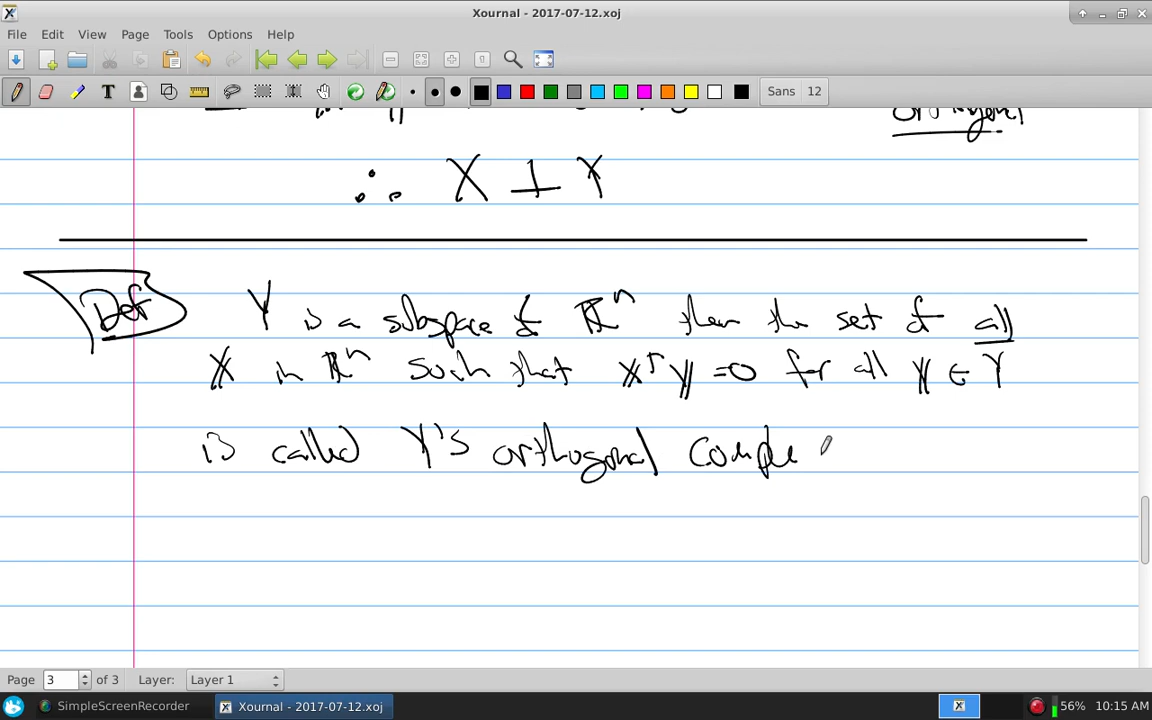 Xournal - 2017-07-12.xoj
File Edit View Page Tools Options Help
Sans 12
orthogonal
∴ X ⊥ Y
Def Y is a subspace of ℝⁿ then the set of all
𝕏 in ℝⁿ such that 𝕏ᵀ𝕐 = 0 for all 𝕐 ∈ Y
is called Y's orthogonal comple
Page 3 of 3 Layer: Layer 1
SimpleScreenRecorder Xournal - 2017-07-12.xoj 56% 10:15 AM